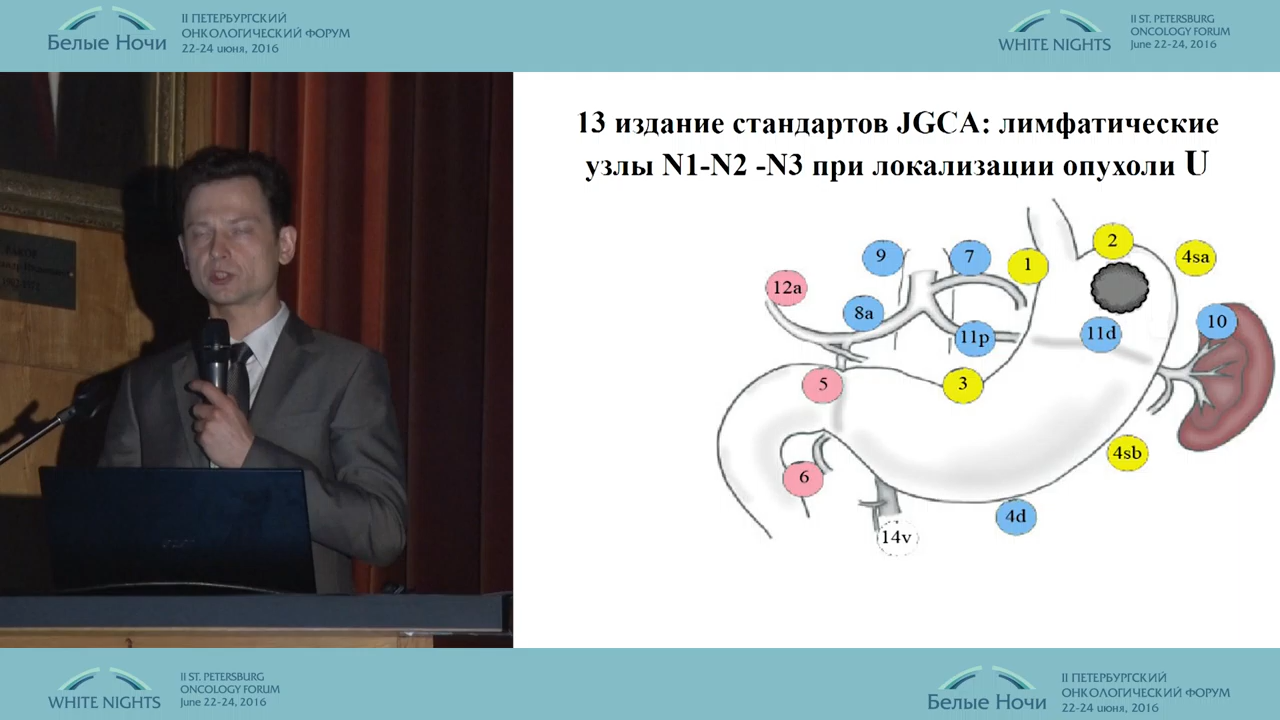 Белые Ночи
II ПЕТЕРБУРГСКИЙ
ОНКОЛОГИЧЕСКИЙ ФОРУМ
22-24 июня, 2016
WHITE NIGHTS
II ST. PETERSBURG
ONCOLOGY FORUM
June 22-24, 2016
13 издание стандартов JGCA: лимфатические
узлы N1-N2 -N3 при локализации опухоли U
2
9
7
1
4sa
12a
8a
11p
11d
10
5
3
4sb
6
4d
14v
WHITE NIGHTS
II ST. PETERSBURG
ONCOLOGY FORUM
June 22-24, 2016
Белые Ночи
II ПЕТЕРБУРГСКИЙ
ОНКОЛОГИЧЕСКИЙ ФОРУМ
22-24 июня, 2016